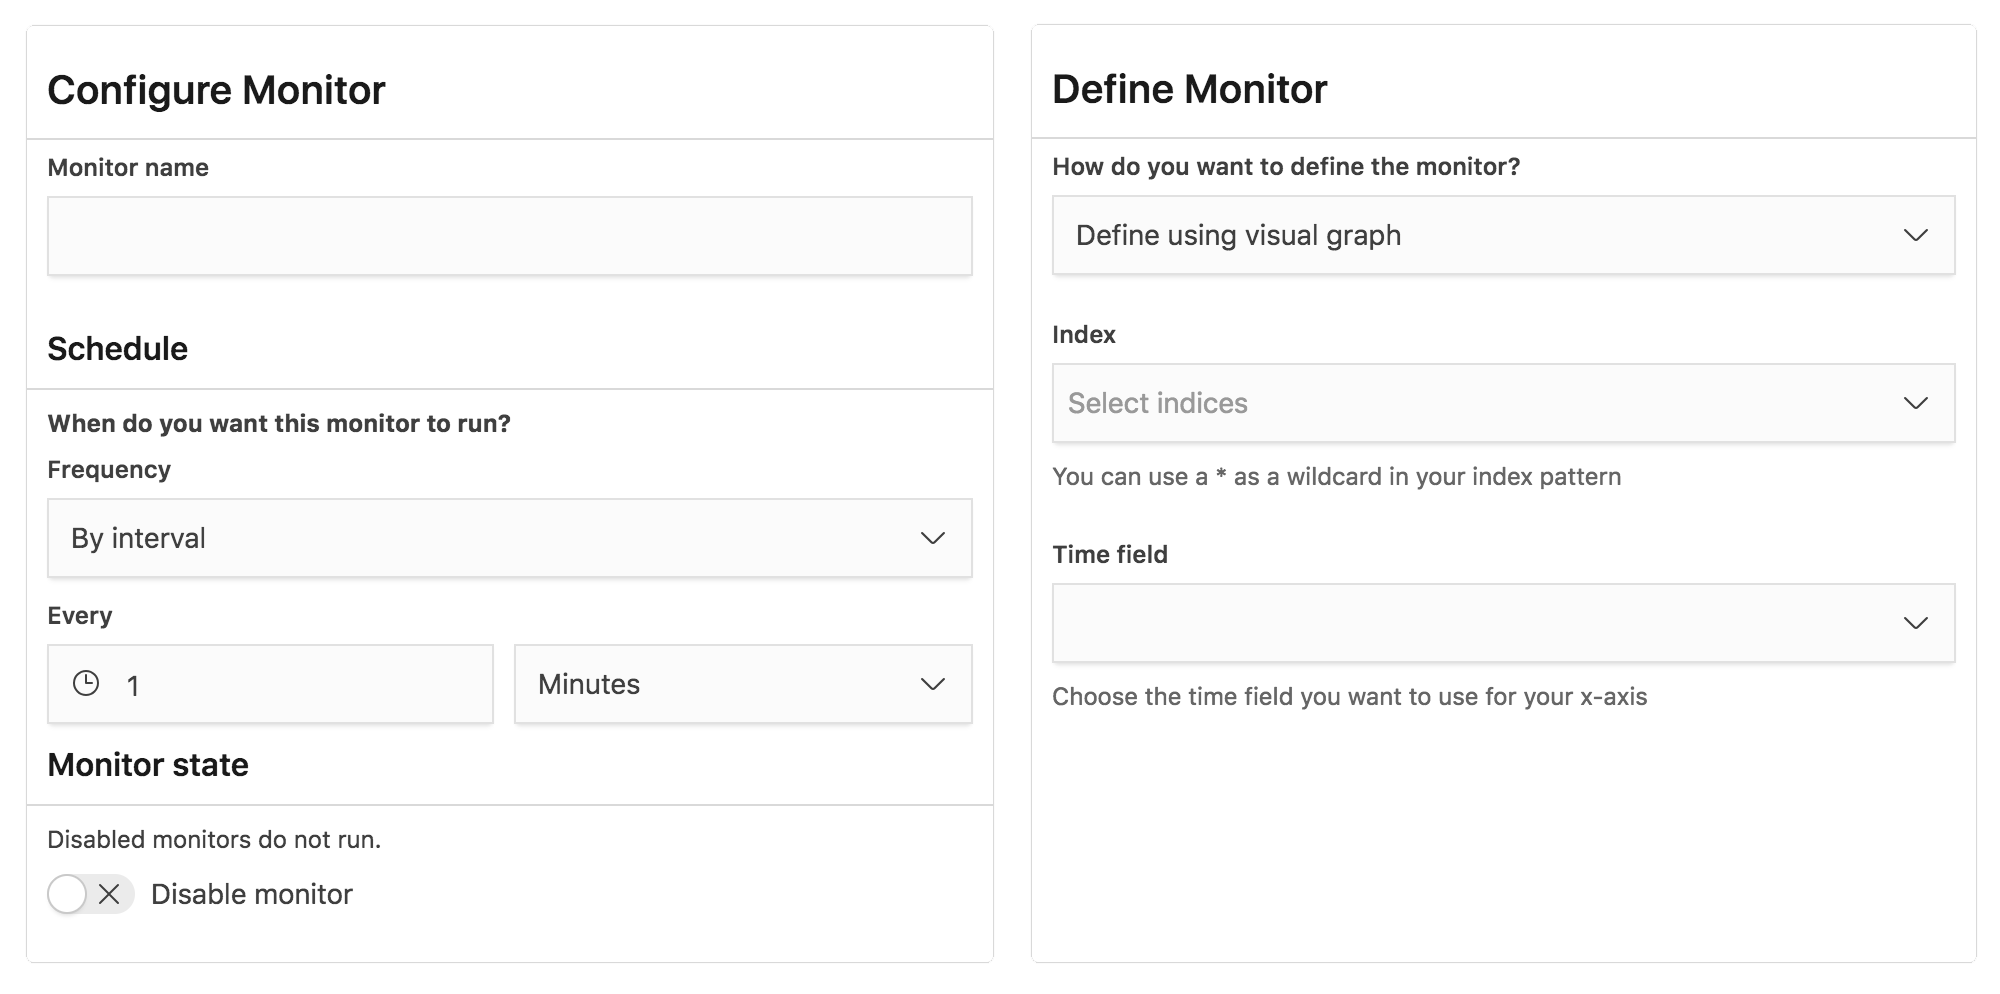 Configure Monitor
Monitor name
Schedule
When do you want this monitor to run?
Frequency
By interval
Every
1
Minutes
Monitor state
Disabled monitors do not run.
Disable monitor
Define Monitor
How do you want to define the monitor?
Define using visual graph
Index
Select indices
You can use a * as a wildcard in your index pattern
Time field
Choose the time field you want to use for your x-axis